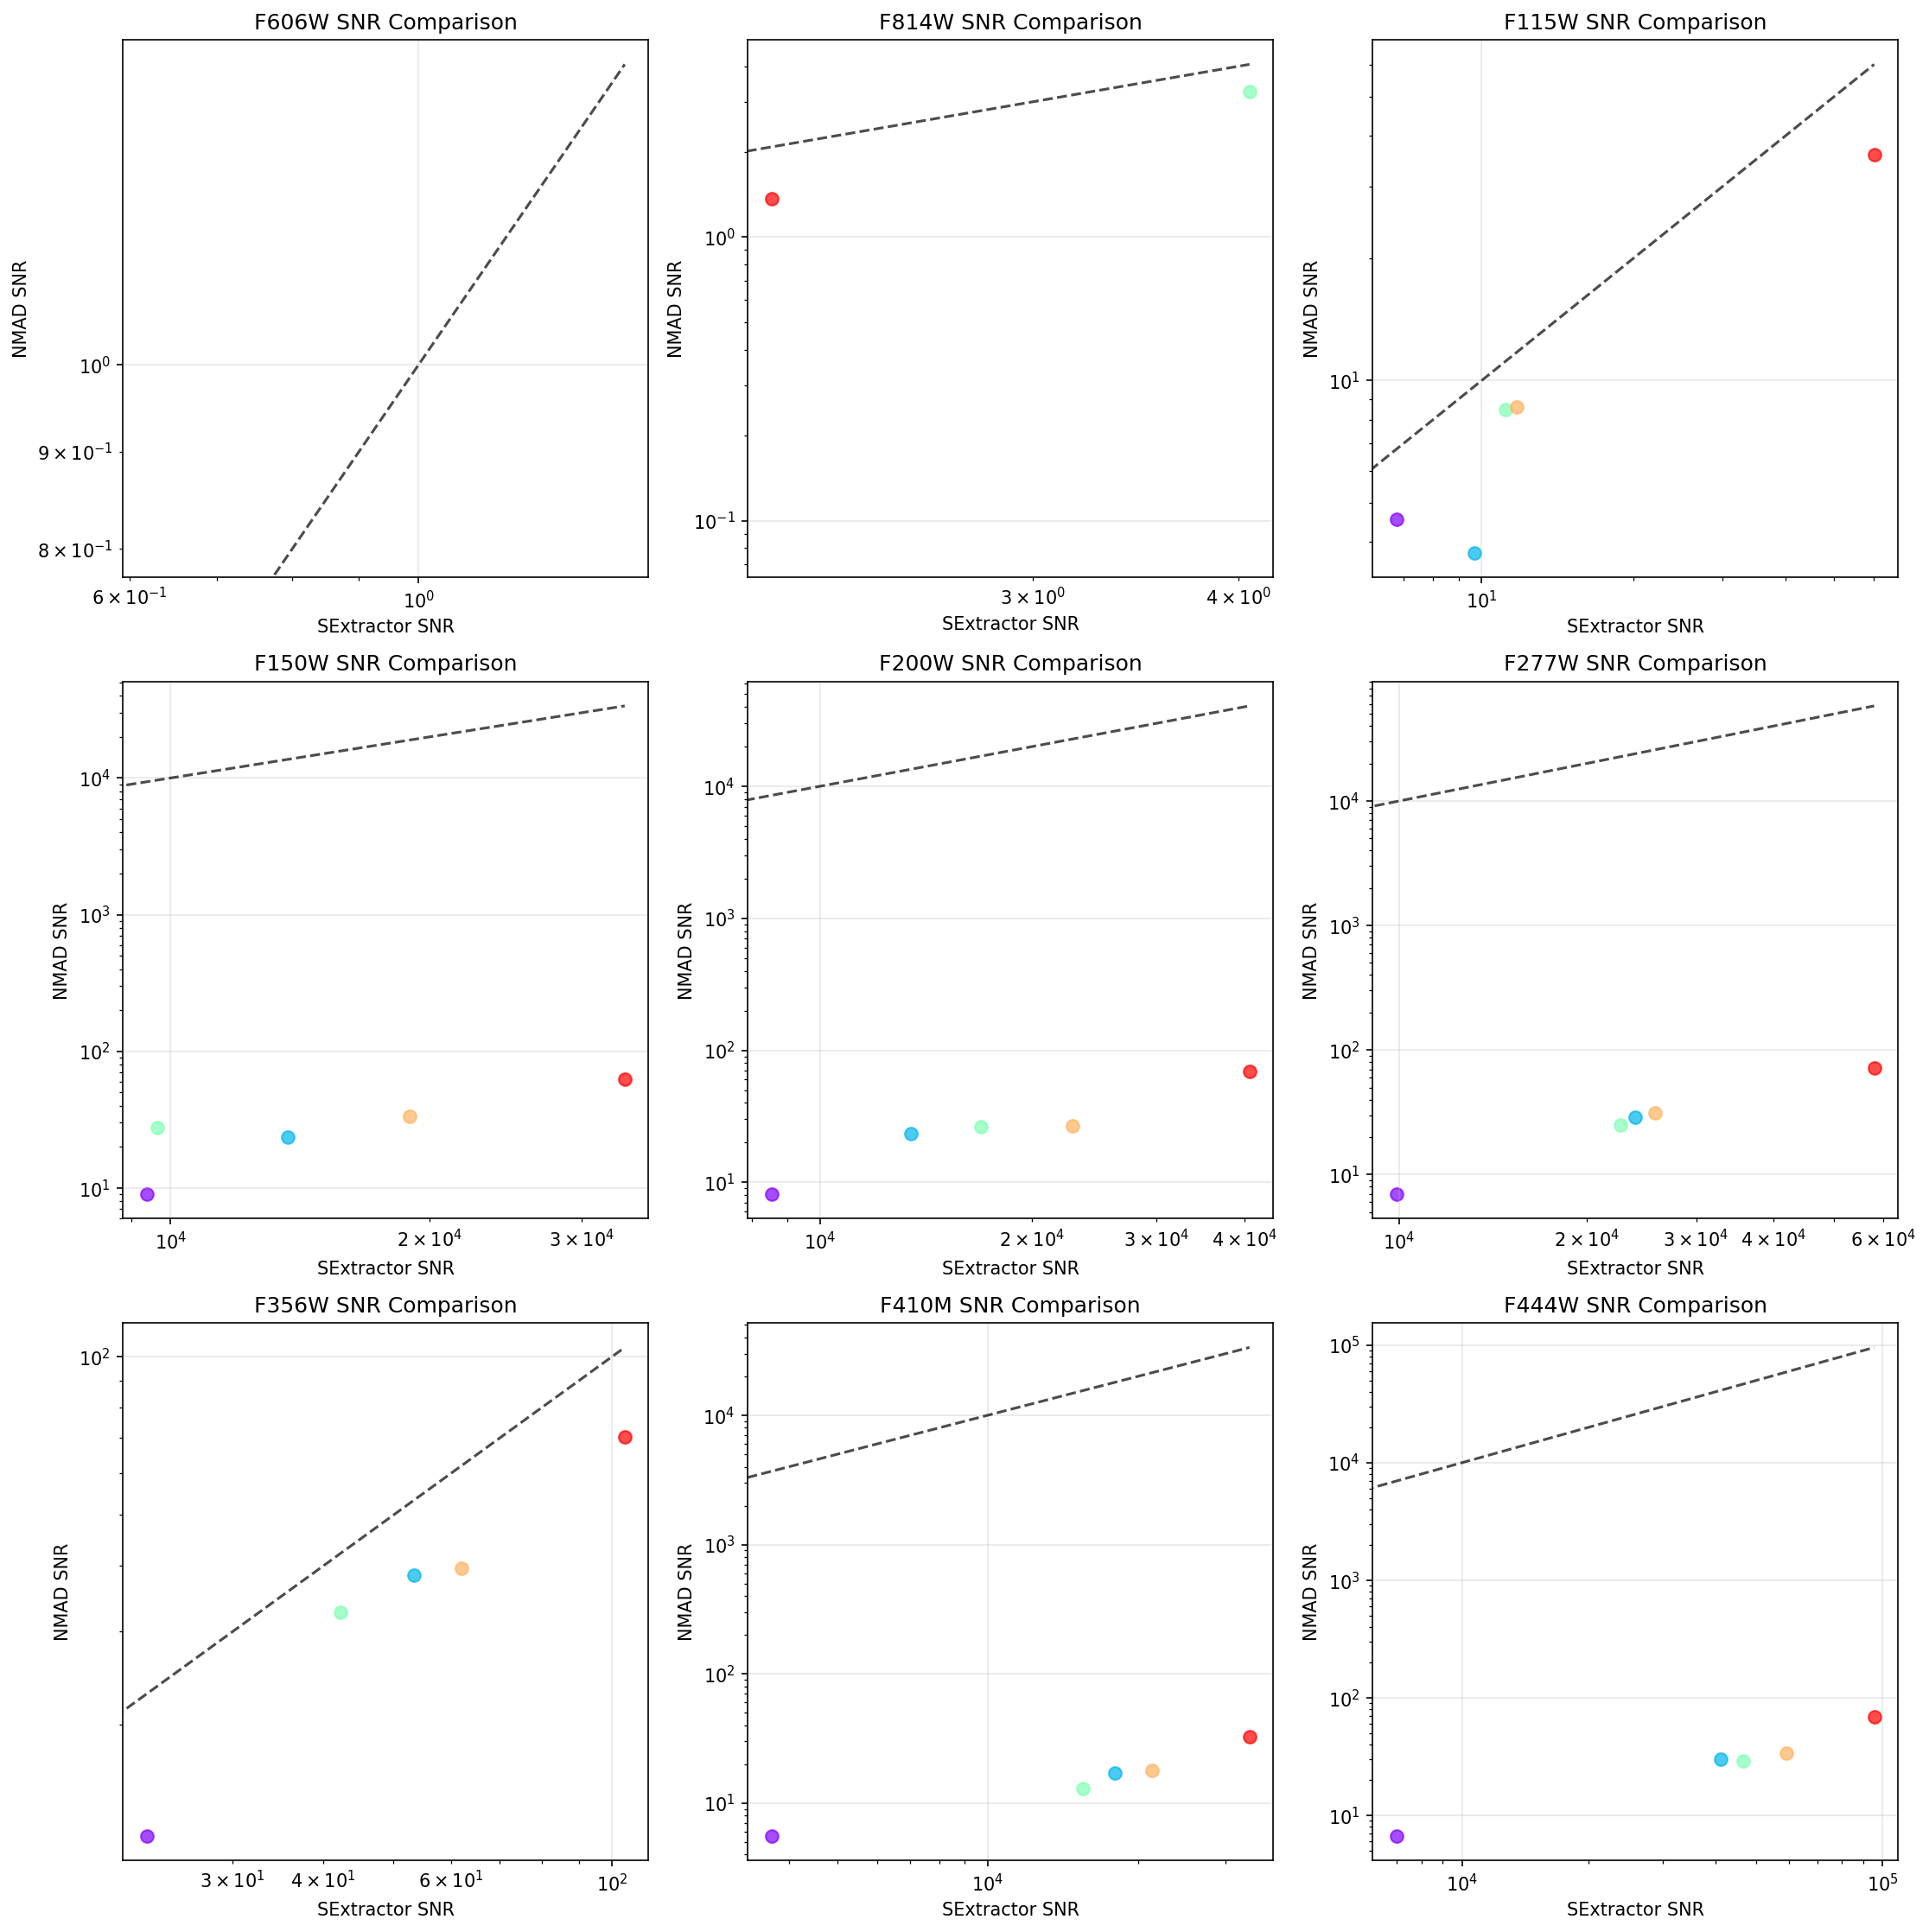 F606W SNR Comparison
NMAD SNR
10⁰
9 × 10⁻¹
8 × 10⁻¹
6 × 10⁻¹
10⁰
SExtractor SNR
F814W SNR Comparison
NMAD SNR
10⁰
10⁻¹
3 × 10⁰
4 × 10⁰
SExtractor SNR
F115W SNR Comparison
NMAD SNR
10¹
10¹
SExtractor SNR
F150W SNR Comparison
NMAD SNR
10⁴
10³
10²
10¹
10⁴
2 × 10⁴
3 × 10⁴
SExtractor SNR
F200W SNR Comparison
NMAD SNR
10⁴
10³
10²
10¹
10⁴
2 × 10⁴
3 × 10⁴
4 × 10⁴
SExtractor SNR
F277W SNR Comparison
NMAD SNR
10⁴
10³
10²
10¹
10⁴
2 × 10⁴
3 × 10⁴
4 × 10⁴
6 × 10⁴
SExtractor SNR
F356W SNR Comparison
NMAD SNR
10²
3 × 10¹
4 × 10¹
6 × 10¹
10²
SExtractor SNR
F410M SNR Comparison
NMAD SNR
10⁴
10³
10²
10¹
10⁴
SExtractor SNR
F444W SNR Comparison
NMAD SNR
10⁵
10⁴
10³
10²
10¹
10⁴
10⁵
SExtractor SNR